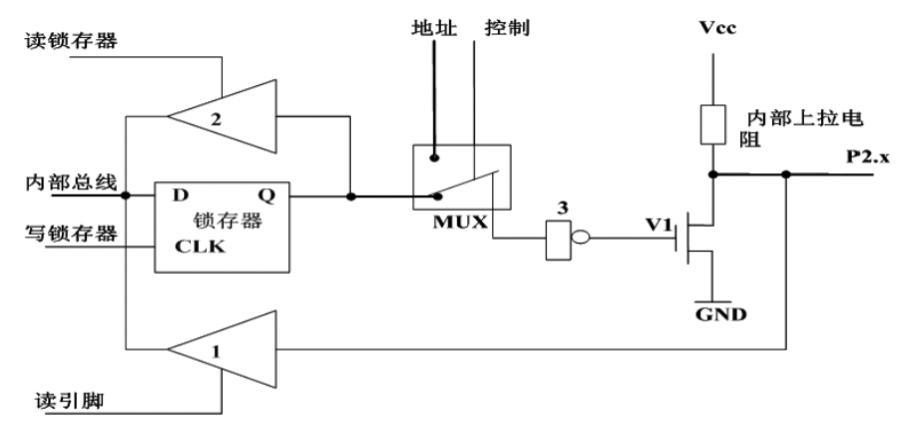 地址 控制
Vcc
读锁存器
2
内部上拉电
阻
P2.x
内部总线
D Q
锁存器
CLK
写锁存器
MUX
3
V1
GND
1
读引脚